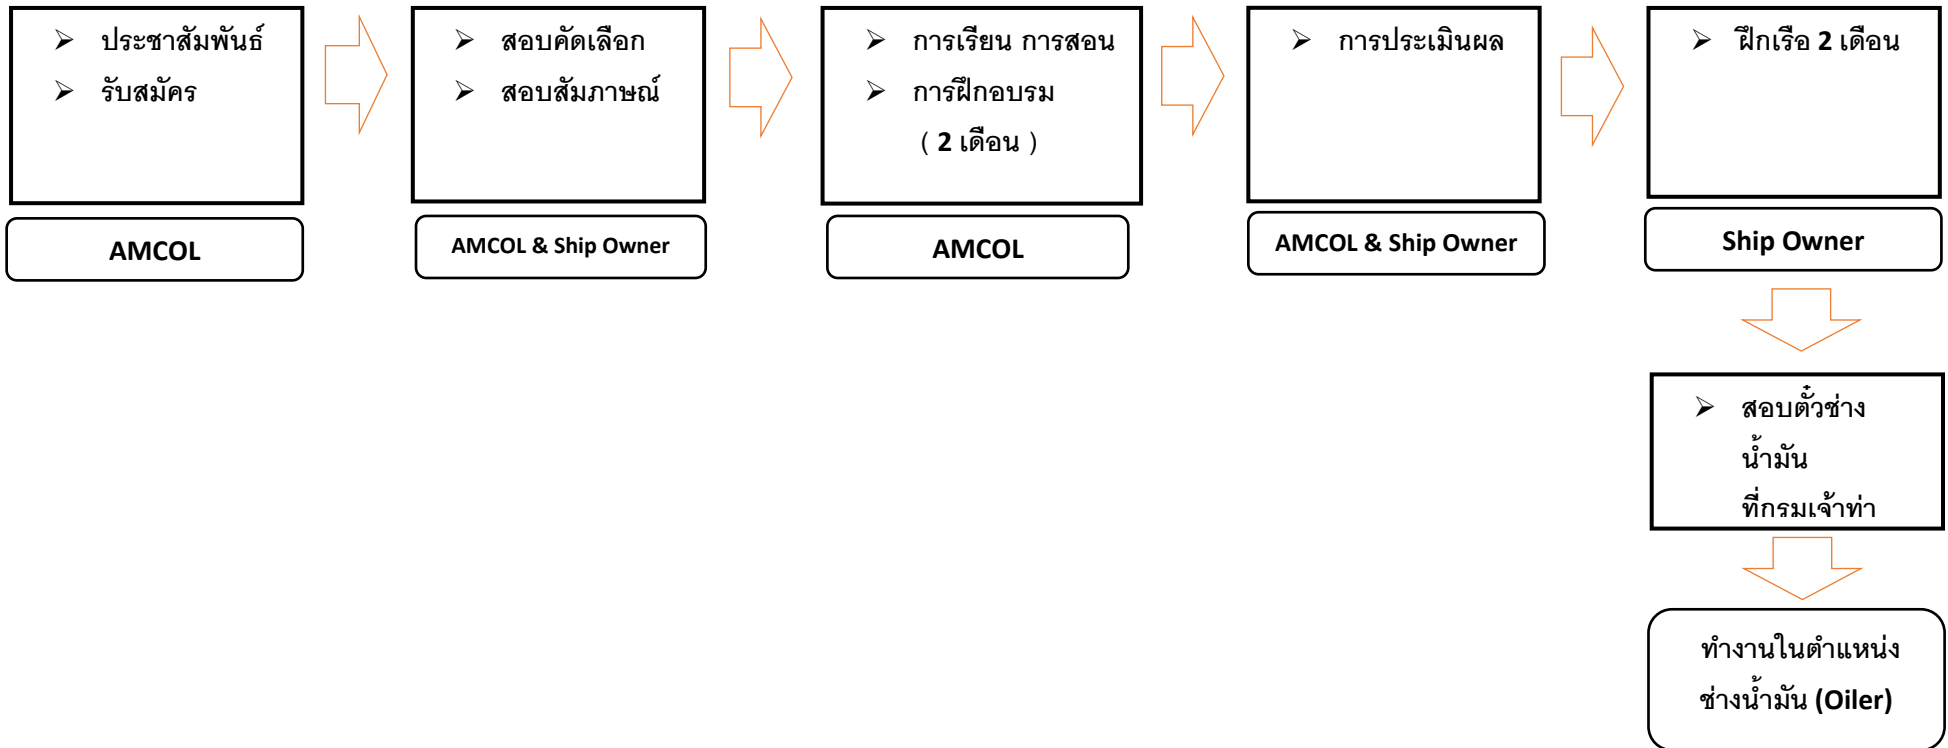 ประชาสัมพันธ์
รับสมัคร
AMCOL
สอบคัดเลือก
สอบสัมภาษณ์
AMCOL & Ship Owner
การเรียน การสอน
การฝึกอบรม
( 2 เดือน )
AMCOL
การประเมินผล
AMCOL & Ship Owner
ฝึกเรือ 2 เดือน
Ship Owner
สอบตั๋วช่าง
น้ำมัน
ที่กรมเจ้าท่า
ทำงานในตำแหน่ง
ช่างน้ำมัน (Oiler)